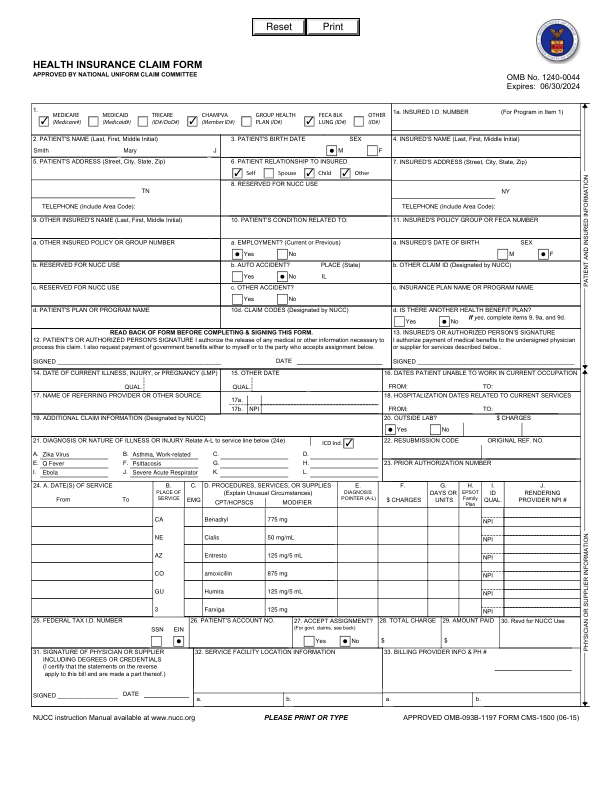 Reset Print
HEALTH INSURANCE CLAIM FORM
APPROVED BY NATIONAL UNIFORM CLAIM COMMITTEE
OMB No. 1240-0044
Expires: 06/30/2024
1. MEDICARE MEDICAID TRICARE CHAMPVA GROUP HEALTH FECA BLK OTHER 1a. INSURED I.D. NUMBER (For Program in Item 1)
(Medicare#) (Medicaid#) (ID#/DoD#) (Member ID#) PLAN (ID#) LUNG (ID#) (ID#)
2. PATIENT'S NAME (Last, First, Middle Initial) 3. PATIENT'S BIRTH DATE SEX 4. INSURED'S NAME (Last, First, Middle Initial)
Smith Mary J M F
5. PATIENT'S ADDRESS (Street, City, State, Zip) 6. PATIENT RELATIONSHIP TO INSURED 7. INSURED'S ADDRESS (Street, City, State, Zip)
Self Spouse Child Other
8. RESERVED FOR NUCC USE
TN NY
TELEPHONE (Include Area Code): TELEPHONE (Include Area Code):
9. OTHER INSURED'S NAME (Last, First, Middle Initial) 10. PATIENT'S CONDITION RELATED TO: 11. INSURED'S POLICY GROUP OR FECA NUMBER
a. OTHER INSURED POLICY OR GROUP NUMBER a. EMPLOYMENT? (Current or Previous) a. INSURED'S DATE OF BIRTH SEX
Yes No M F
b. RESERVED FOR NUCC USE b. AUTO ACCIDENT? PLACE (State) b. OTHER CLAIM ID (Designated by NUCC)
Yes No IL
c. RESERVED FOR NUCC USE c. OTHER ACCIDENT? c. INSURANCE PLAN NAME OR PROGRAM NAME
Yes No
d. PATIENT'S PLAN OR PROGRAM NAME 10d. CLAIM CODES (Designated by NUCC) d. IS THERE ANOTHER HEALTH BENEFIT PLAN?
Yes No If yes, complete items 9, 9a, and 9d.
READ BACK OF FORM BEFORE COMPLETING & SIGNING THIS FORM.
12. PATIENT'S OR AUTHORIZED PERSON'S SIGNATURE I authorize the release of any medical or other information necessary to process this claim. I also request payment of government benefits either to myself or to the party who accepts assignment below.
13. INSURED'S OR AUTHORIZED PERSON'S SIGNATURE I authorize payment of medical benefits to the undersigned physician or supplier for services described below.
SIGNED DATE SIGNED
PATIENT AND INSURED INFORMATION
14. DATE OF CURRENT ILLNESS, INJURY, or PREGNANCY (LMP) 15. OTHER DATE 16. DATES PATIENT UNABLE TO WORK IN CURRENT OCCUPATION
QUAL. QUAL. FROM: TO:
17. NAME OF REFERRING PROVIDER OR OTHER SOURCE 17a. 18. HOSPITALIZATION DATES RELATED TO CURRENT SERVICES
17b. NPI FROM: TO:
19. ADDITIONAL CLAIM INFORMATION (Designated by NUCC) 20. OUTSIDE LAB? $ CHARGES
Yes No
21. DIAGNOSIS OR NATURE OF ILLNESS OR INJURY Relate A-L to service line below (24e) ICD Ind. 22. RESUBMISSION CODE ORIGINAL REF. NO.
A. Zika Virus B. Asthma, Work-related C. D.
E. Q Fever F. Psittacosis G. H. 23. PRIOR AUTHORIZATION NUMBER
I. Ebola J. Severe Acute Respirator K. L.
24. A. DATE(S) OF SERVICE B. PLACE OF SERVICE C. EMG D. PROCEDURES, SERVICES, OR SUPPLIES (Explain Unusual Circumstances) E. DIAGNOSIS POINTER (A-L) F. $ CHARGES G. DAYS OR UNITS H. EPSOT Family Plan I. ID QUAL. J. RENDERING PROVIDER NPI #
From To CPT/HCPSCS MODIFIER
CA Benadryl 775 mg NPI
NE Cialis 50 mg/mL NPI
AZ Entresto 125 mg/5 mL NPI
CO amoxicillin 875 mg NPI
GU Humira 125 mg/5 mL NPI
3 Farxiga 125 mg NPI
25. FEDERAL TAX I.D. NUMBER SSN EIN 26. PATIENT'S ACCOUNT NO. 27. ACCEPT ASSIGNMENT? (For govt. claims, see back) 28. TOTAL CHARGE 29. AMOUNT PAID 30. Rsvd for NUCC Use
Yes No $ $
31. SIGNATURE OF PHYSICIAN OR SUPPLIER 32. SERVICE FACILITY LOCATION INFORMATION 33. BILLING PROVIDER INFO & PH #
INCLUDING DEGREES OR CREDENTIALS
(I certify that the statements on the reverse
apply to this bill and are made a part thereof.)
SIGNED DATE a. b. a. b.
PHYSICIAN OR SUPPLIER INFORMATION
NUCC instruction Manual available at www.nucc.org PLEASE PRINT OR TYPE APPROVED OMB-093B-1197 FORM CMS-1500 (06-15)